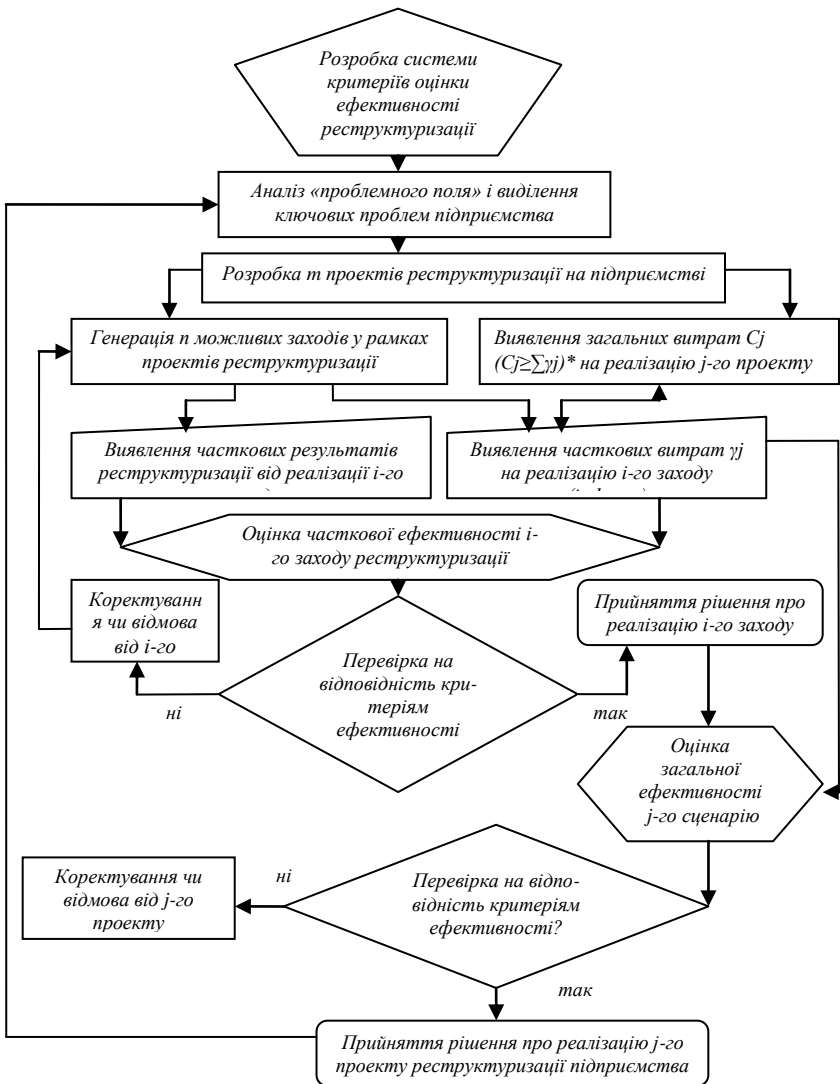 Розробка системи
критеріїв оцінки
ефективності
реструктуризації
Аналіз «проблемного поля» і виділення
ключових проблем підприємства
Розробка m проектів реструктуризації на підприємстві
Генерація n можливих заходів у рамках
проектів реструктуризації
Виявлення загальних витрат Cj
(Cj≥∑γj)* на реалізацію j-го проекту
Виявлення часткових результатів
реструктуризації від реалізації і-го
Виявлення часткових витрат γj
на реалізацію і-го заходу
Оцінка часткової ефективності і-
го заходу реструктуризації
Коректуванн
я чи відмова
від і-го
Прийняття рішення про
реалізацію і-го заходу
Перевірка на
відповідність кри-
теріям
ефективності
ні
так
Оцінка
загальної
ефективності
j-го сценарію
Коректування чи
відмова від j-го
проекту
ні
Перевірка на відпо-
відність критеріям
ефективності?
так
Прийняття рішення про реалізацію j-го
проекту реструктуризації підприємства